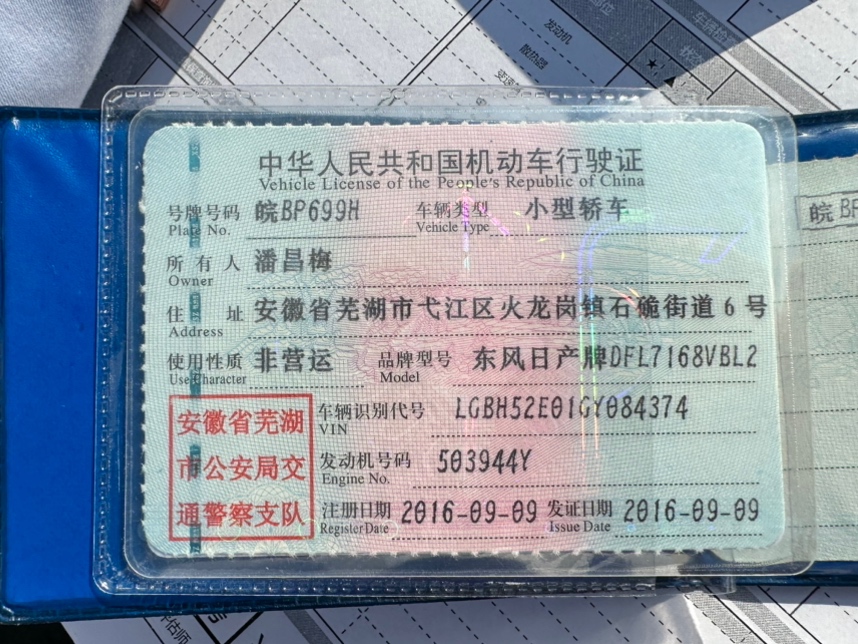 发动机
散热器
中华人民共和国机动车行驶证
Vehicle License of the People's Republic of China
号牌号码 皖BP699H 车辆类型 小型轿车
Plate No. Vehicle Type
所有人 潘昌梅
Owner
住址 安徽省芜湖市弋江区火龙岗镇石硊街道6号
Address
使用性质 非营运 品牌型号 东风日产牌DFL7168VBL2
Use Character Model
安徽省芜湖
市公安局交
通警察支队
车辆识别代号 LGBH52E01GY084374
VIN
发动机号码 503944Y
Engine No.
注册日期 2016-09-09 发证日期 2016-09-09
Register Date Issue Date
皖